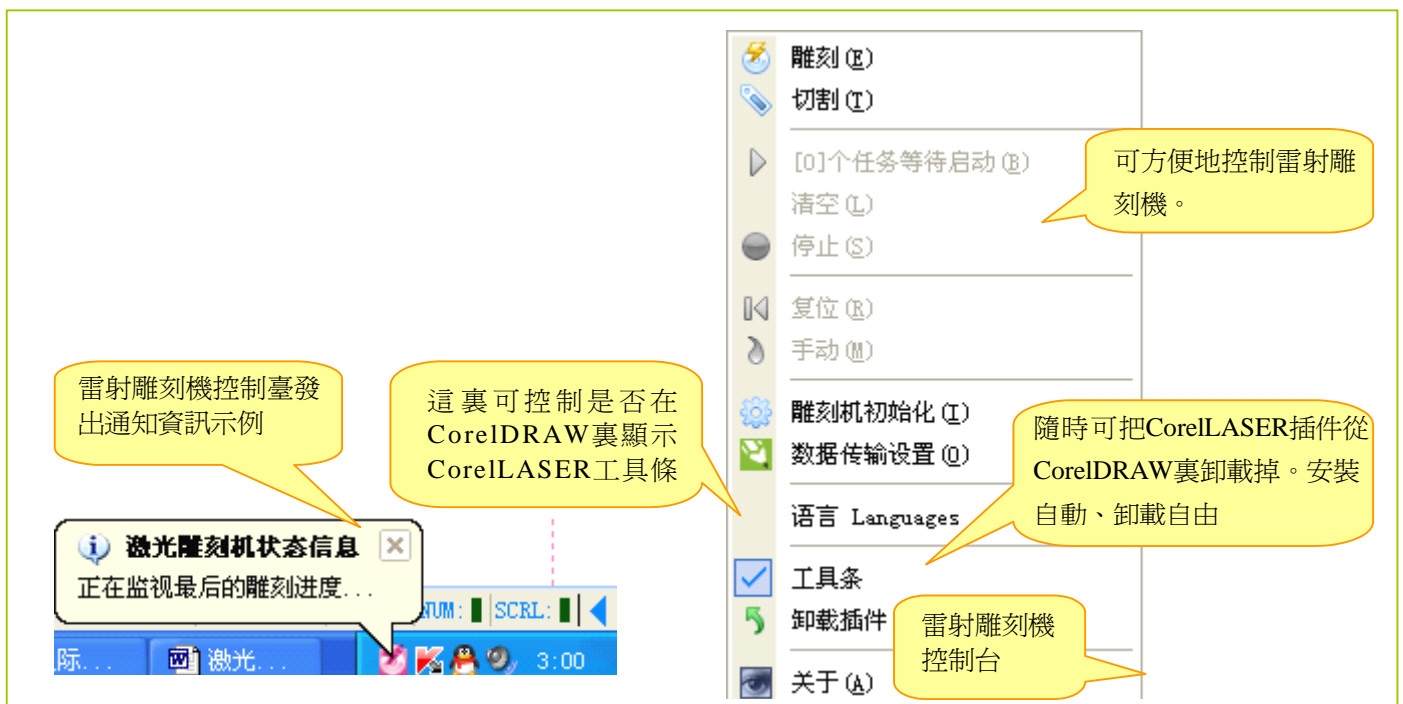 雕刻(E)
切割(T)
[0]个任务等待启动(B)
清空(L)
停止(S)
复位(R)
手动(M)
雕刻机初始化(I)
数据传输设置(O)
语言 Languages
工具条
卸载插件
关于(A)
可方便地控制雷射雕
刻機。
雷射雕刻機控制臺發
出通知資訊示例
這裏可控制是否在
CorelDRAW裏顯示
CorelLASER工具條
隨時可把CorelLASER插件從
CorelDRAW裏卸載掉。安裝
自動、卸載自由
雷射雕刻機
控制台
激光雕刻机状态信息
正在监视最后的雕刻进度...
NUM: SCRL:
际... 激光... 3:00